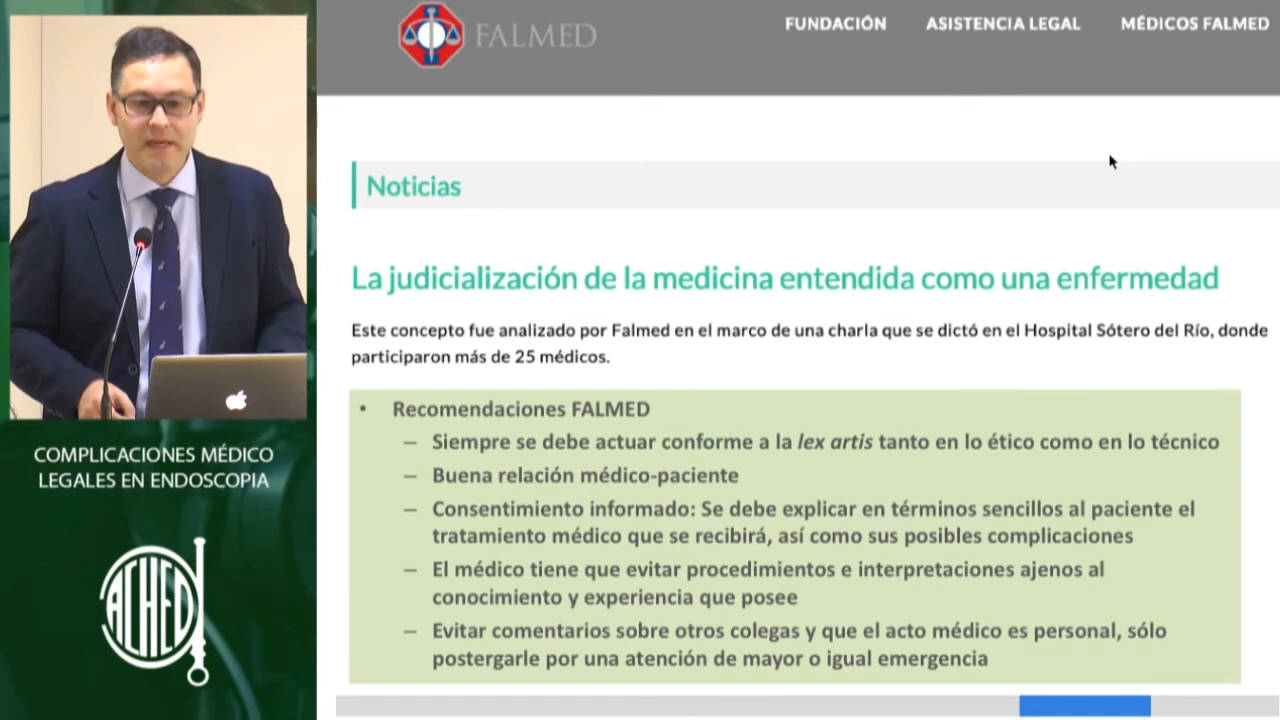 FALMED
FUNDACIÓN
ASISTENCIA LEGAL
MÉDICOS FALMED
Noticias
La judicialización de la medicina entendida como una enfermedad
Este concepto fue analizado por Falmed en el marco de una charla que se dictó en el Hospital Sótero del Río, donde
participaron más de 25 médicos.
• Recomendaciones FALMED
– Siempre se debe actuar conforme a la lex artis tanto en lo ético como en lo técnico
– Buena relación médico-paciente
– Consentimiento informado: Se debe explicar en términos sencillos al paciente el
tratamiento médico que se recibirá, así como sus posibles complicaciones
– El médico tiene que evitar procedimientos e interpretaciones ajenos al
conocimiento y experiencia que posee
– Evitar comentarios sobre otros colegas y que el acto médico es personal, sólo
postergarle por una atención de mayor o igual emergencia
COMPLICACIONES MÉDICO
LEGALES EN ENDOSCOPIA
ACHED